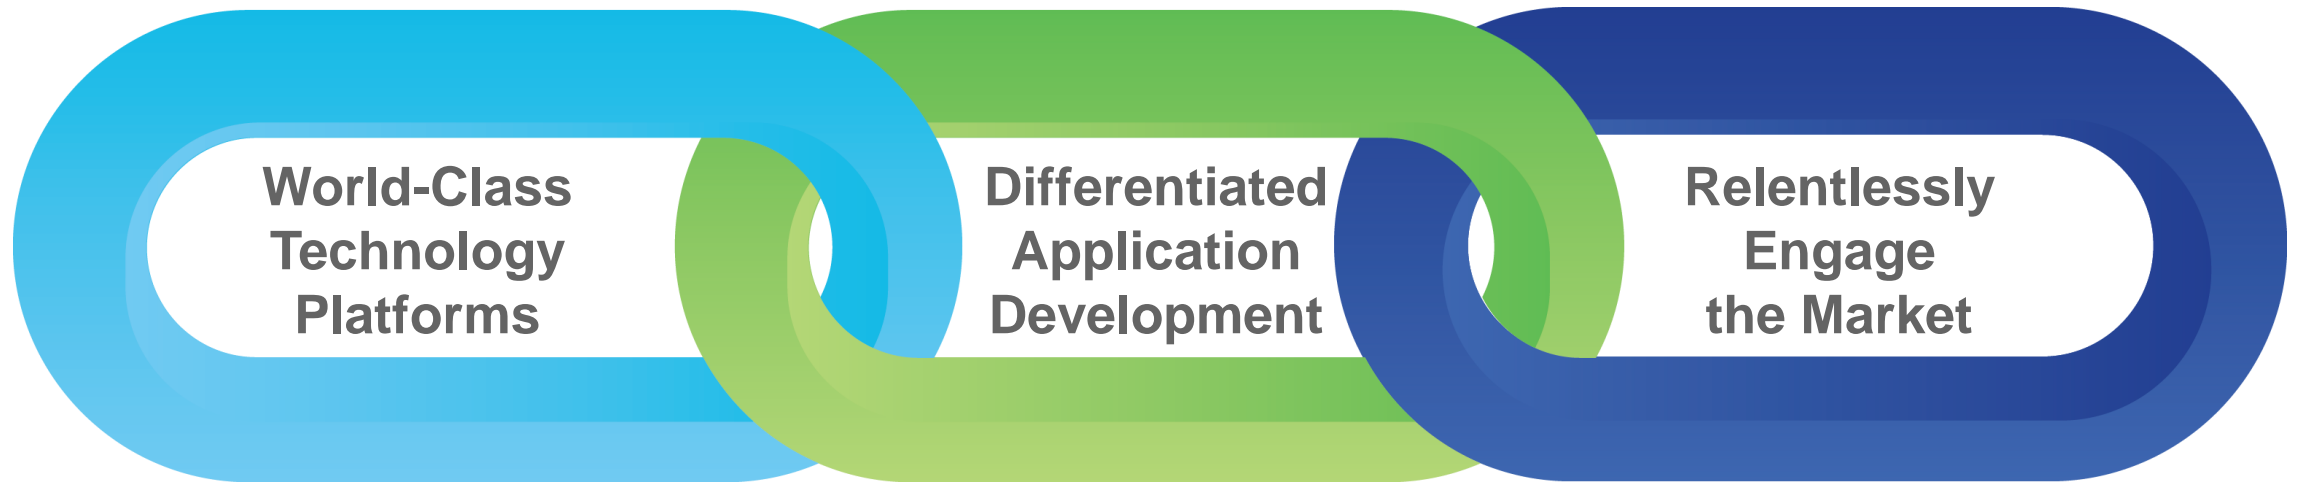 World-Class
Technology
Platforms
Differentiated
Application
Development
Relentlessly
Engage
the Market